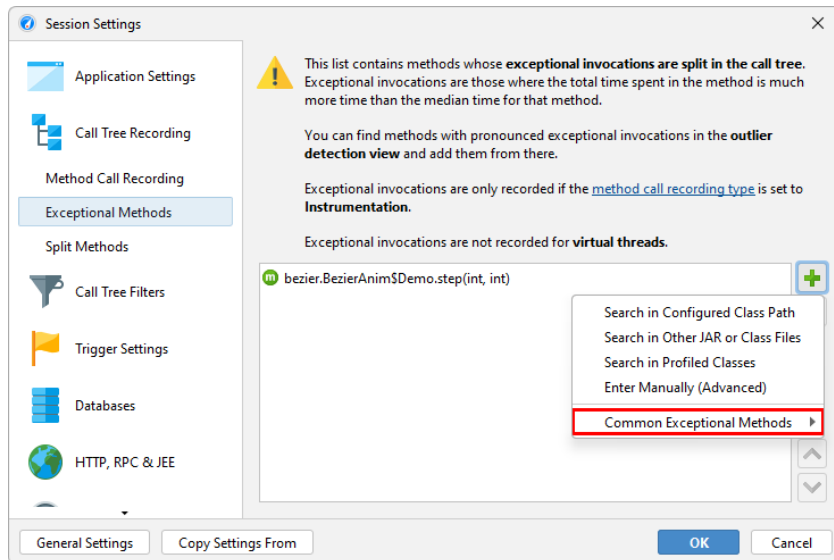 Session Settings
Application Settings
Call Tree Recording
Method Call Recording
Exceptional Methods
Split Methods
Call Tree Filters
Trigger Settings
Databases
HTTP, RPC & JEE
This list contains methods whose exceptional invocations are split in the call tree.
Exceptional invocations are those where the total time spent in the method is much
more time than the median time for that method.
You can find methods with pronounced exceptional invocations in the outlier
detection view and add them from there.
Exceptional invocations are only recorded if the method call recording type is set to
Instrumentation.
Exceptional invocations are not recorded for virtual threads.
m bezier.BezierAnim$Demo.step(int, int)
Search in Configured Class Path
Search in Other JAR or Class Files
Search in Profiled Classes
Enter Manually (Advanced)
Common Exceptional Methods
General Settings
Copy Settings From
OK
Cancel